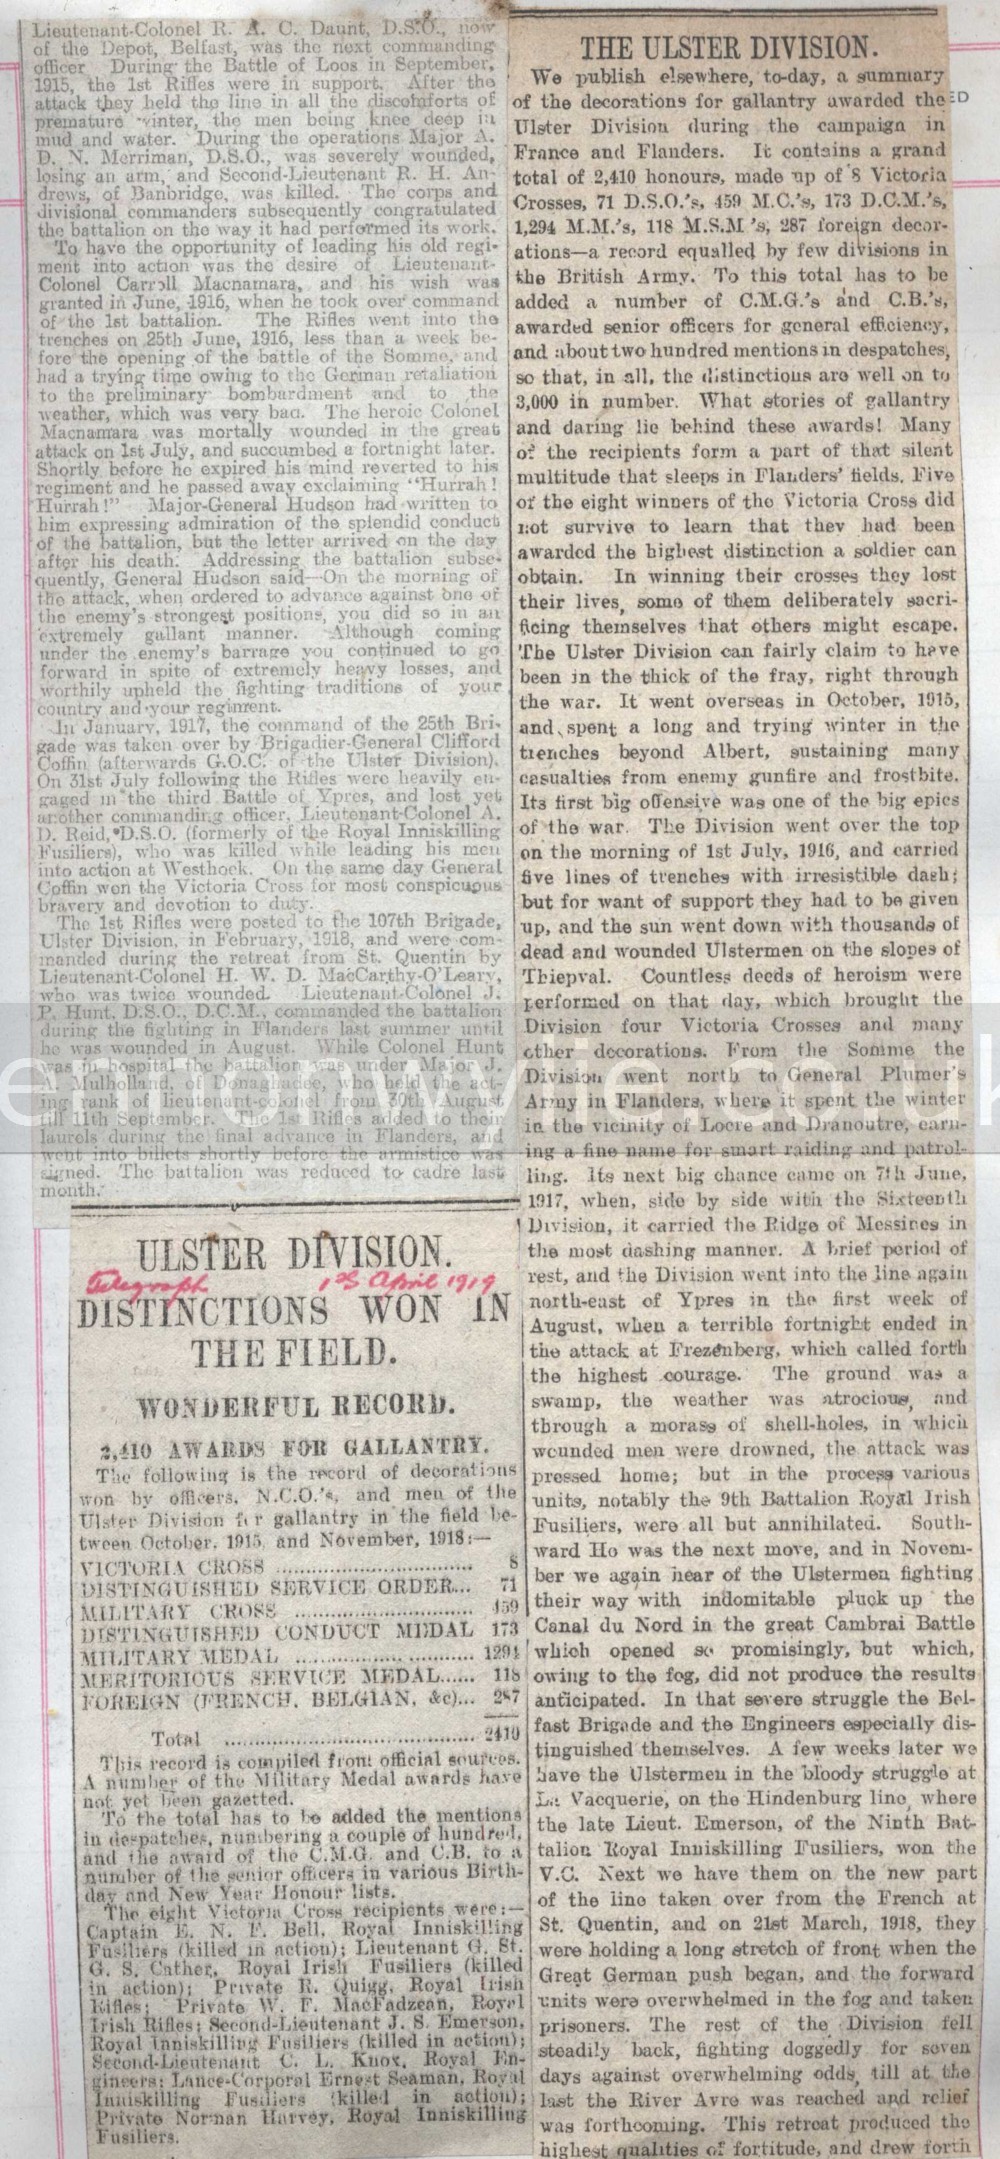 Lieutenant-Colonel R. A. C. Daunt, D.S.O., now
of the Depot, Belfast, was the next commanding
officer During the Battle of Loos in September,
1915, the 1st Rifles were in support. After the
attack they held the line in all the discomforts of
premature winter, the men being knee deep in
mud and water. During the operations Major A.
D. N. Merriman, D.S.O., was severely wounded,
losing an arm, and Second-Lieutenant R. H. An-
drews, of Banbridge, was killed. The corps and
divisional commanders subsequently congratulated
the battalion on the way it had performed its work.
To have the opportunity of leading his old regi-
ment into action was the desire of Lieutenant-
Colonel Carroll Macnamara, and his wish was
granted in June, 1916, when he took over command
of the 1st battalion. The Rifles went into the
trenches on 25th June, 1916, less than a week be-
fore the opening of the battle of the Somme, and
had a trying time owing to the German retaliation
to the preliminary bombardment and to the
weather, which was very bad. The heroic Colonel
Macnamara was mortally wounded in the great
attack on 1st July, and succumbed a fortnight later.
Shortly before he expired his mind reverted to his
regiment and he passed away exclaiming "Hurrah!
Hurrah!" Major-General Hudson had written to
him expressing admiration of the splendid conduct
of the battalion, but the letter arrived on the day
after his death. Addressing the battalion subse-
quently, General Hudson said—On the morning of
the attack, when ordered to advance against one of
the enemy's strongest positions, you did so in an
extremely gallant manner. Although coming
under the enemy's barrage you continued to go
forward in spite of extremely heavy losses, and
worthily upheld the fighting traditions of your
country and your regiment.
In January, 1917, the command of the 25th Bri-
gade was taken over by Brigadier-General Clifford
Coffin (afterwards G.O.C. of the Ulster Division).
On 31st July following the Rifles were heavily en-
gaged in the third Battle of Ypres, and lost yet
another commanding officer, Lieutenant-Colonel A.
D. Reid, D.S.O. (formerly of the Royal Inniskilling
Fusiliers), who was killed while leading his men
into action at Westhoek. On the same day General
Coffin won the Victoria Cross for most conspicuous
bravery and devotion to duty.
The 1st Rifles were posted to the 107th Brigade,
Ulster Division, in February, 1918, and were com-
manded during the retreat from St. Quentin by
Lieutenant-Colonel H. W. D. MacCarthy-O'Leary,
who was twice wounded. Lieutenant-Colonel J.
P. Hunt, D.S.O., D.C.M., commanded the battalion
during the fighting in Flanders last summer until
he was wounded in August. While Colonel Hunt
was in hospital the battalion was under Major J.
A. Mulholland, of Donaghadee, who held the act-
ing rank of lieutenant-colonel from 30th August
till 11th September. The 1st Rifles added to their
laurels during the final advance in Flanders, and
went into billets shortly before the armistice was
signed. The battalion was reduced to cadre last
month.
ULSTER DIVISION.
Telegraph 1st April 1919
DISTINCTIONS WON IN
THE FIELD.
WONDERFUL RECORD.
2,410 AWARDS FOR GALLANTRY.
The following is the record of decorations
won by officers, N.C.O.'s, and men of the
Ulster Division for gallantry in the field be-
tween October, 1915, and November, 1918:—
VICTORIA CROSS ........ 8
DISTINGUISHED SERVICE ORDER... 71
MILITARY CROSS ........ 459
DISTINGUISHED CONDUCT MEDAL 173
MILITARY MEDAL ........ 1294
MERITORIOUS SERVICE MEDAL...... 118
FOREIGN (FRENCH, BELGIAN, &c)... 287
Total ........ 2410
This record is compiled from official sources.
A number of the Military Medal awards have
not yet been gazetted.
To the total has to be added the mentions
in despatches, numbering a couple of hundred,
and the award of the C.M.G. and C.B. to a
number of the senior officers in various Birth-
day and New Year Honour lists.
The eight Victoria Cross recipients were:—
Captain E. N. F. Bell, Royal Inniskilling
Fusiliers (killed in action); Lieutenant G. St.
G. S. Cather, Royal Irish Fusiliers (killed
in action); Private R. Quigg, Royal Irish
Rifles; Private W. F. MacFadzean, Royal
Irish Rifles; Second-Lieutenant J. S. Emerson,
Royal Inniskilling Fusiliers (killed in action);
Second-Lieutenant C. L. Knox, Royal En-
gineers; Lance-Corporal Ernest Seaman, Royal
Inniskilling Fusiliers (killed in action);
Private Norman Harvey, Royal Inniskilling
Fusiliers.
THE ULSTER DIVISION.
We publish elsewhere, to-day, a summary
of the decorations for gallantry awarded the
Ulster Division during the campaign in
France and Flanders. It contains a grand
total of 2,410 honours, made up of 8 Victoria
Crosses, 71 D.S.O.'s, 459 M.C.'s, 173 D.C.M.'s,
1,294 M.M.'s, 118 M.S.M.'s, 287 foreign decor-
ations—a record equalled by few divisions in
the British Army. To this total has to be
added a number of C.M.G.'s and C.B.'s,
awarded senior officers for general efficiency,
and about two hundred mentions in despatches,
so that, in all, the distinctions are well on to
3,000 in number. What stories of gallantry
and daring lie behind these awards! Many
of the recipients form a part of that silent
multitude that sleeps in Flanders' fields. Five
of the eight winners of the Victoria Cross did
not survive to learn that they had been
awarded the highest distinction a soldier can
obtain. In winning their crosses they lost
their lives, some of them deliberately sacri-
ficing themselves that others might escape.
The Ulster Division can fairly claim to have
been in the thick of the fray, right through
the war. It went overseas in October, 1915,
and spent a long and trying winter in the
trenches beyond Albert, sustaining many
casualties from enemy gunfire and frostbite.
Its first big offensive was one of the big epics
of the war. The Division went over the top
on the morning of 1st July, 1916, and carried
five lines of trenches with irresistible dash;
but for want of support they had to be given
up, and the sun went down with thousands of
dead and wounded Ulstermen on the slopes of
Thiepval. Countless deeds of heroism were
performed on that day, which brought the
Division four Victoria Crosses and many
other decorations. From the Somme the
Division went north to General Plumer's
Army in Flanders, where it spent the winter
in the vicinity of Locre and Dranoutre, earn-
ing a fine name for smart raiding and patrol-
ling. Its next big chance came on 7th June,
1917, when, side by side with the Sixteenth
Division, it carried the Ridge of Messines in
the most dashing manner. A brief period of
rest, and the Division went into the line again
north-east of Ypres in the first week of
August, when a terrible fortnight ended in
the attack at Frezenberg, which called forth
the highest courage. The ground was a
swamp, the weather was atrocious, and
through a morass of shell-holes, in which
wounded men were drowned, the attack was
pressed home; but in the process various
units, notably the 9th Battalion Royal Irish
Fusiliers, were all but annihilated. South-
ward Ho was the next move, and in Novem-
ber we again hear of the Ulstermen fighting
their way with indomitable pluck up the
Canal du Nord in the great Cambrai Battle
which opened so promisingly, but which,
owing to the fog, did not produce the results
anticipated. In that severe struggle the Bel-
fast Brigade and the Engineers especially dis-
tinguished themselves. A few weeks later we
have the Ulstermen in the bloody struggle at
La Vacquerie, on the Hindenburg line, where
the late Lieut. Emerson, of the Ninth Bat-
talion Royal Inniskilling Fusiliers, won the
V.C. Next we have them on the new part
of the line taken over from the French at
St. Quentin, and on 21st March, 1918, they
were holding a long stretch of front when the
Great German push began, and the forward
units were overwhelmed in the fog and taken
prisoners. The rest of the Division fell
steadily back, fighting doggedly for seven
days against overwhelming odds, till at the
last the River Avre was reached and relief
was forthcoming. This retreat produced the
highest qualities of fortitude, and drew forth